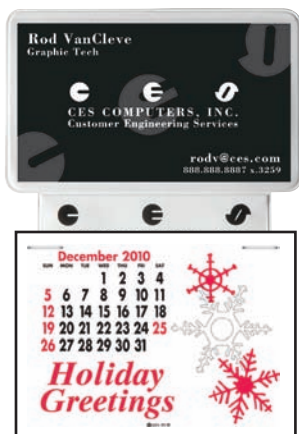 Rod VanCleve
Graphic Tech
CES COMPUTERS, INC.
Customer Engineering Services
rodv@ces.com
888.888.8887 x.3259
December 2010
SUN MON TUE WED THU FRI SAT
1 2 3 4
5 6 7 8 9 10 11
12 13 14 15 16 17 18
19 20 21 22 23 24 25
26 27 28 29 30 31
Holiday
Greetings